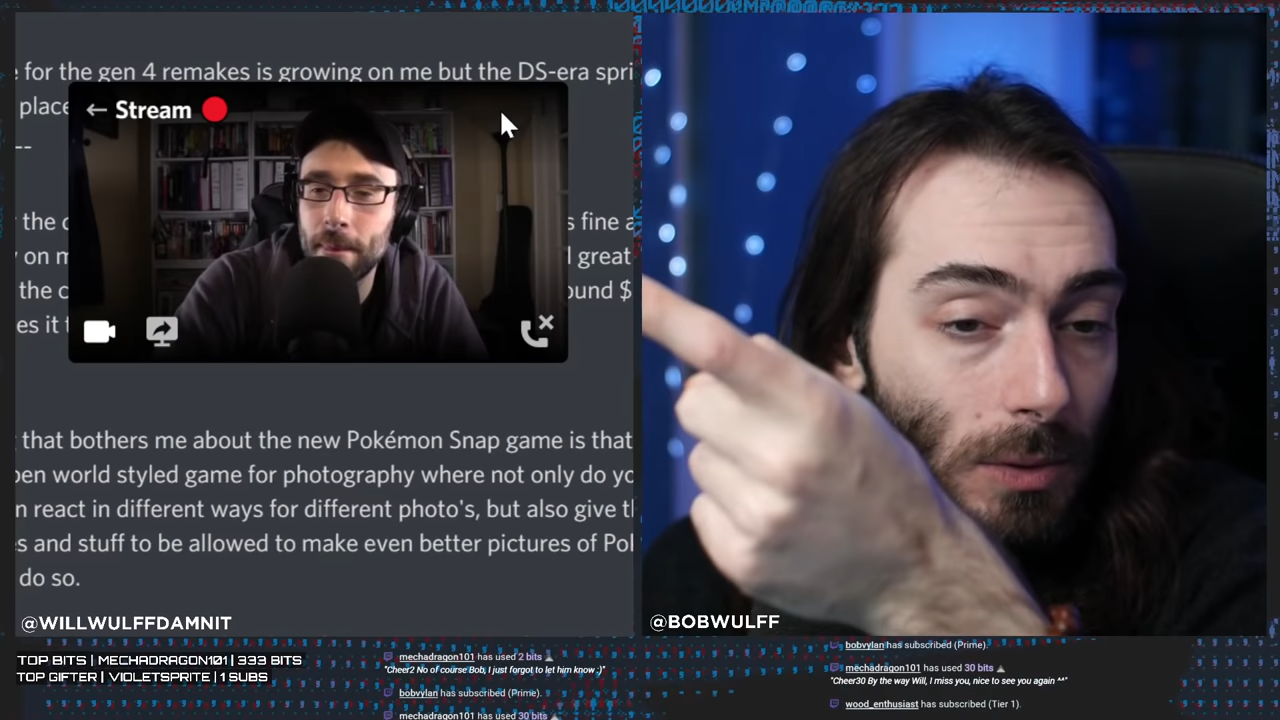 e for the gen 4 remakes is growing on me but the DS-era spri
place
← Stream
--
the c
s fine a
on m
l great
the c
ound $
es it t
that bothers me about the new Pokémon Snap game is that
pen world styled game for photography where not only do yo
n react in different ways for different photo's, but also give th
s and stuff to be allowed to make even better pictures of Pok
do so.
@WILLWULFFDAMNIT
@BOBWULFF
TOP BITS | MECHADRAGON101 | 333 BITS
TOP GIFTER | VIOLETSPRITE | 1 SUBS
mechadragon101 has used 2 bits
"Cheer2 No of course Bob, I just forgot to let him know :)"
bobvylan has subscribed (Prime).
mechadragon101 has used 30 bits
bobvylan has subscribed (Prime).
mechadragon101 has used 30 bits
"Cheer30 By the way Will, I miss you, nice to see you again ^^"
wood_enthusiast has subscribed (Tier 1).